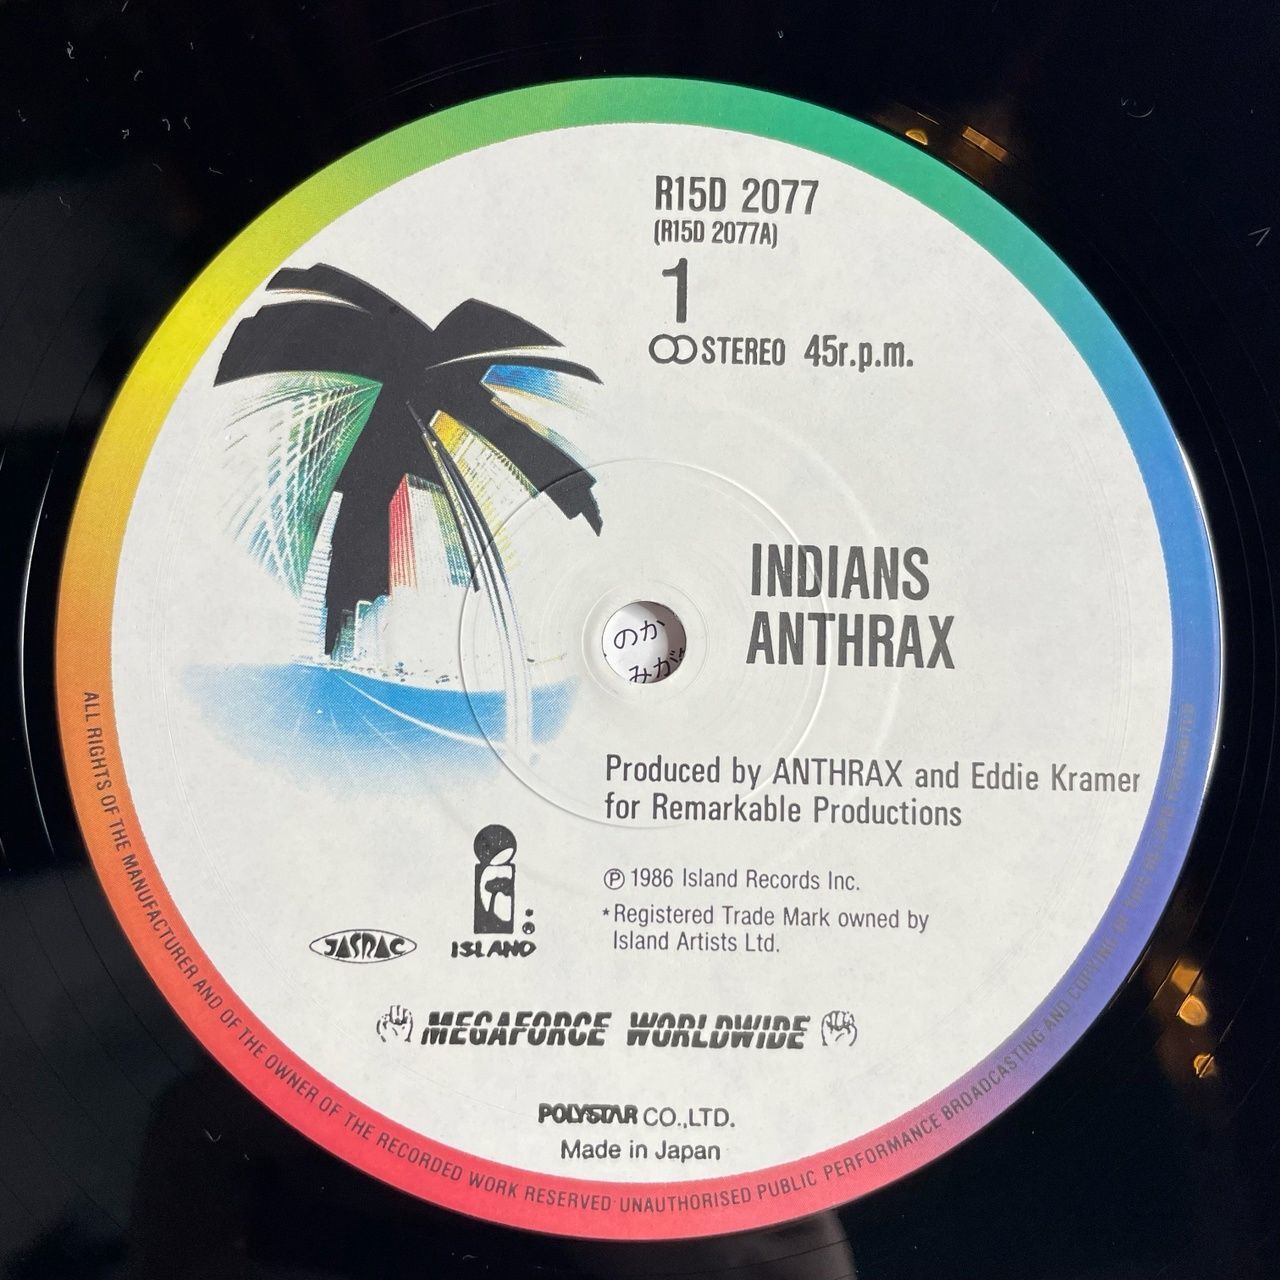 R15D 2077
(R15D 2077A)
1
STEREO 45r.p.m.
INDIANS
ANTHRAX
のか
みが
Produced by ANTHRAX and Eddie Kramer
for Remarkable Productions
Ⓟ 1986 Island Records Inc.
*Registered Trade Mark owned by
Island Artists Ltd.
JASRAC
ISLAND®
MEGAFORCE WORLDWIDE
POLYSTAR CO.,LTD.
Made in Japan
ALL RIGHTS OF THE MANUFACTURER AND OF THE OWNER OF THE RECORDED WORK RESERVED UNAUTHORISED PUBLIC PERFORMANCE BROADCASTING AND COPYING OF THIS RECORD PROHIBITED